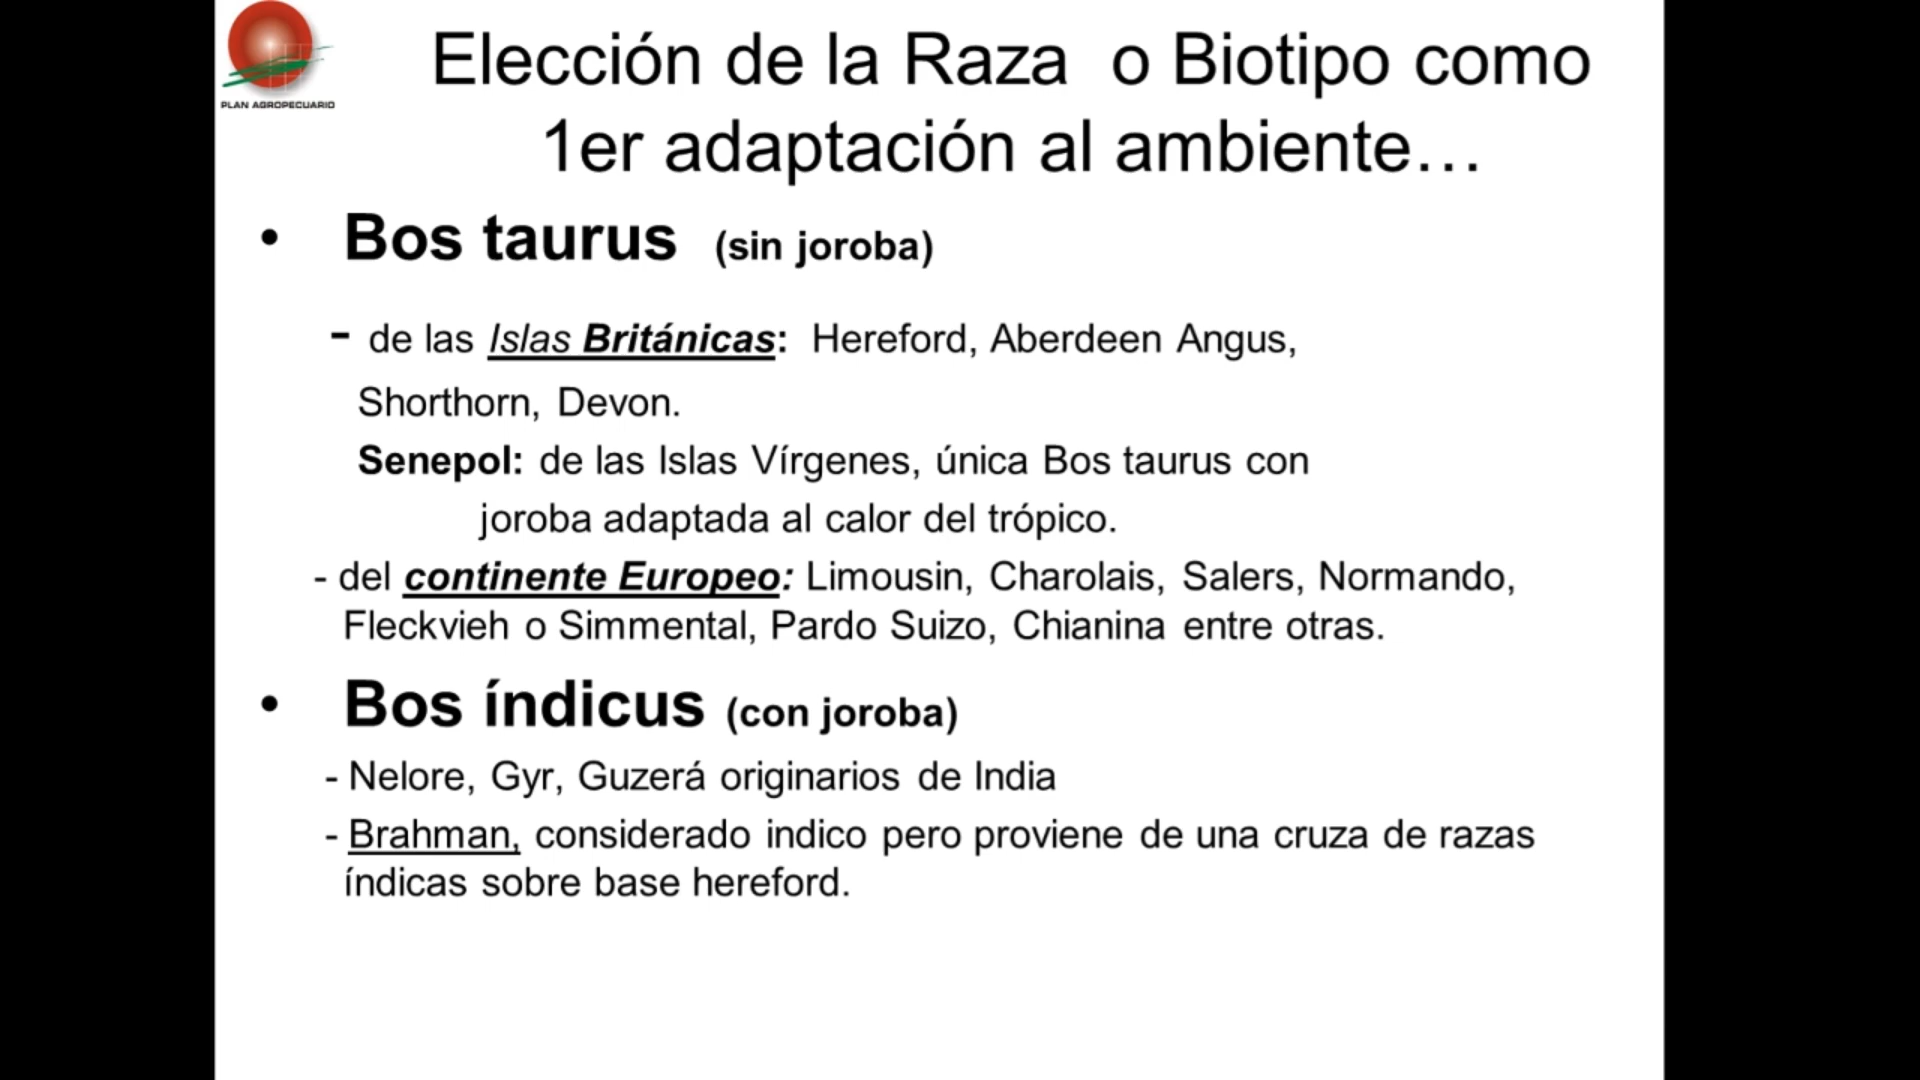 PLAN AGROPECUARIO
Elección de la Raza o Biotipo como
1er adaptación al ambiente…
• Bos taurus (sin joroba)
- de las Islas Británicas: Hereford, Aberdeen Angus,
Shorthorn, Devon.
Senepol: de las Islas Vírgenes, única Bos taurus con
joroba adaptada al calor del trópico.
- del continente Europeo: Limousin, Charolais, Salers, Normando,
Fleckvieh o Simmental, Pardo Suizo, Chianina entre otras.
• Bos índicus (con joroba)
- Nelore, Gyr, Guzerá originarios de India
- Brahman, considerado indico pero proviene de una cruza de razas
índicas sobre base hereford.